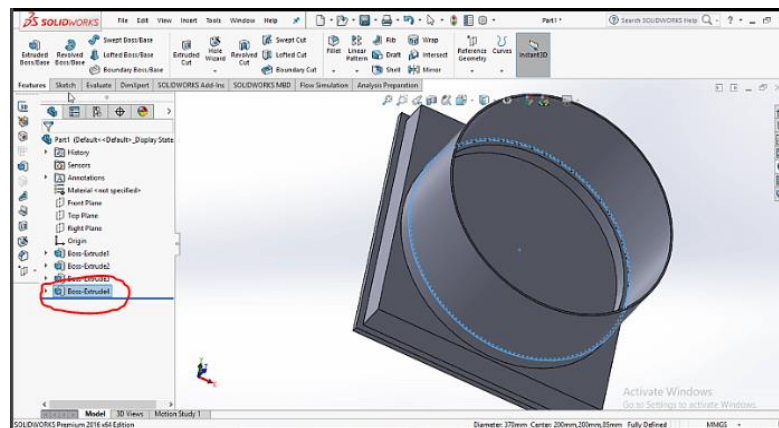 SOLIDWORKS File Edit View Insert Tools Window Help Part1 * Search SOLIDWORKS Help
Extruded Boss/Base
Revolved Boss/Base
Swept Boss/Base
Lofted Boss/Base
Boundary Boss/Base
Extruded Cut
Hole Wizard
Revolved Cut
Swept Cut
Lofted Cut
Boundary Cut
Fillet
Linear Pattern
Rib
Draft
Shell
Wrap
Intersect
Mirror
Reference Geometry
Curves
Instant3D
Features Sketch Evaluate DimXpert SOLIDWORKS Add-Ins SOLIDWORKS MBD Flow Simulation Analysis Preparation
Part1 (Default<<Default>_Display State
History
Sensors
Annotations
Material <not specified>
Front Plane
Top Plane
Right Plane
Origin
Boss-Extrude1
Boss-Extrude2
Boss-Extrude3
Boss-Extrude4
Activate Windows
Go to Settings to activate Windows.
Model 3D Views Motion Study 1
SOLIDWORKS Premium 2016 x64 Edition Diameter: 370mm Center: 200mm,200mm,85mm Fully Defined MMGS